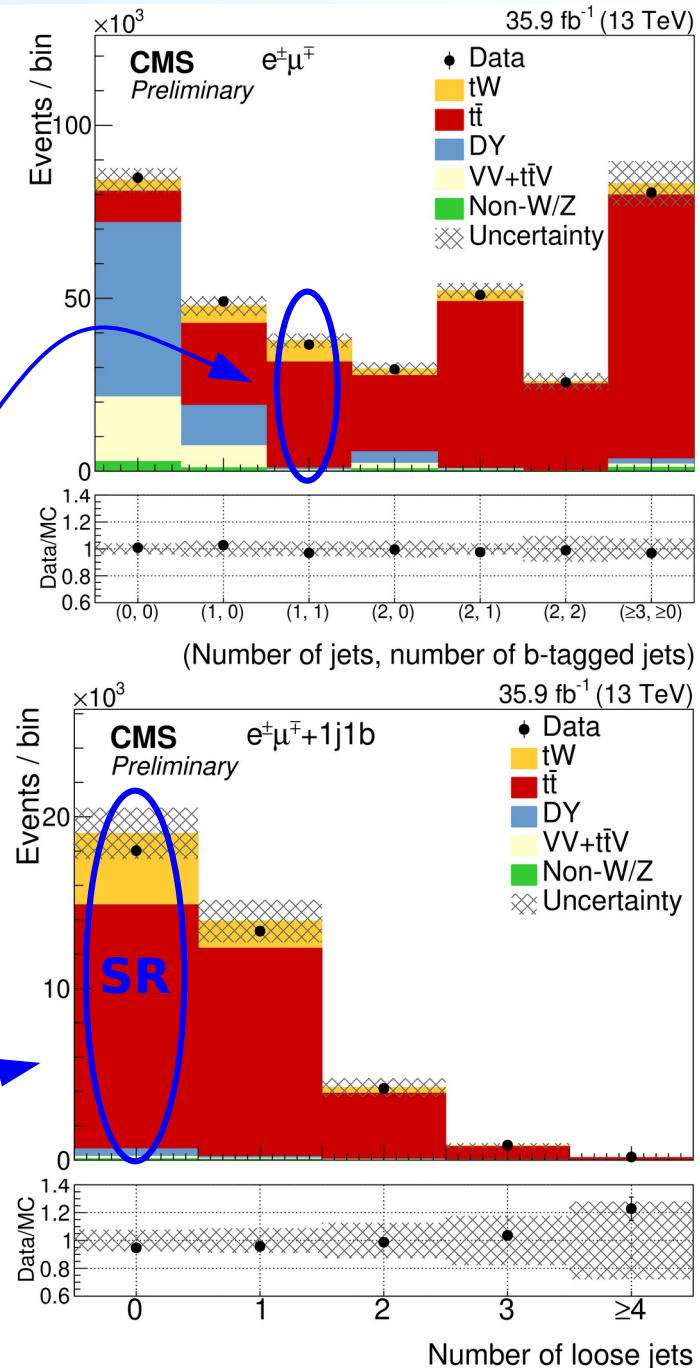 ×10³ 35.9 fb⁻¹ (13 TeV)
CMS e±μ∓
Preliminary
Data
tW
tt̄
DY
VV+tt̄V
Non-W/Z
Uncertainty
Events / bin
100
50
0
Data/MC
1.4
1.2
1
0.8
0.6
(0, 0) (1, 0) (1, 1) (2, 0) (2, 1) (2, 2) (≥3, ≥0)
(Number of jets, number of b-tagged jets)
×10³ 35.9 fb⁻¹ (13 TeV)
CMS e±μ∓+1j1b
Preliminary
Data
tW
tt̄
DY
VV+tt̄V
Non-W/Z
Uncertainty
Events / bin
20
10
0
SR
Data/MC
1.4
1.2
1
0.8
0.6
0 1 2 3 ≥4
Number of loose jets